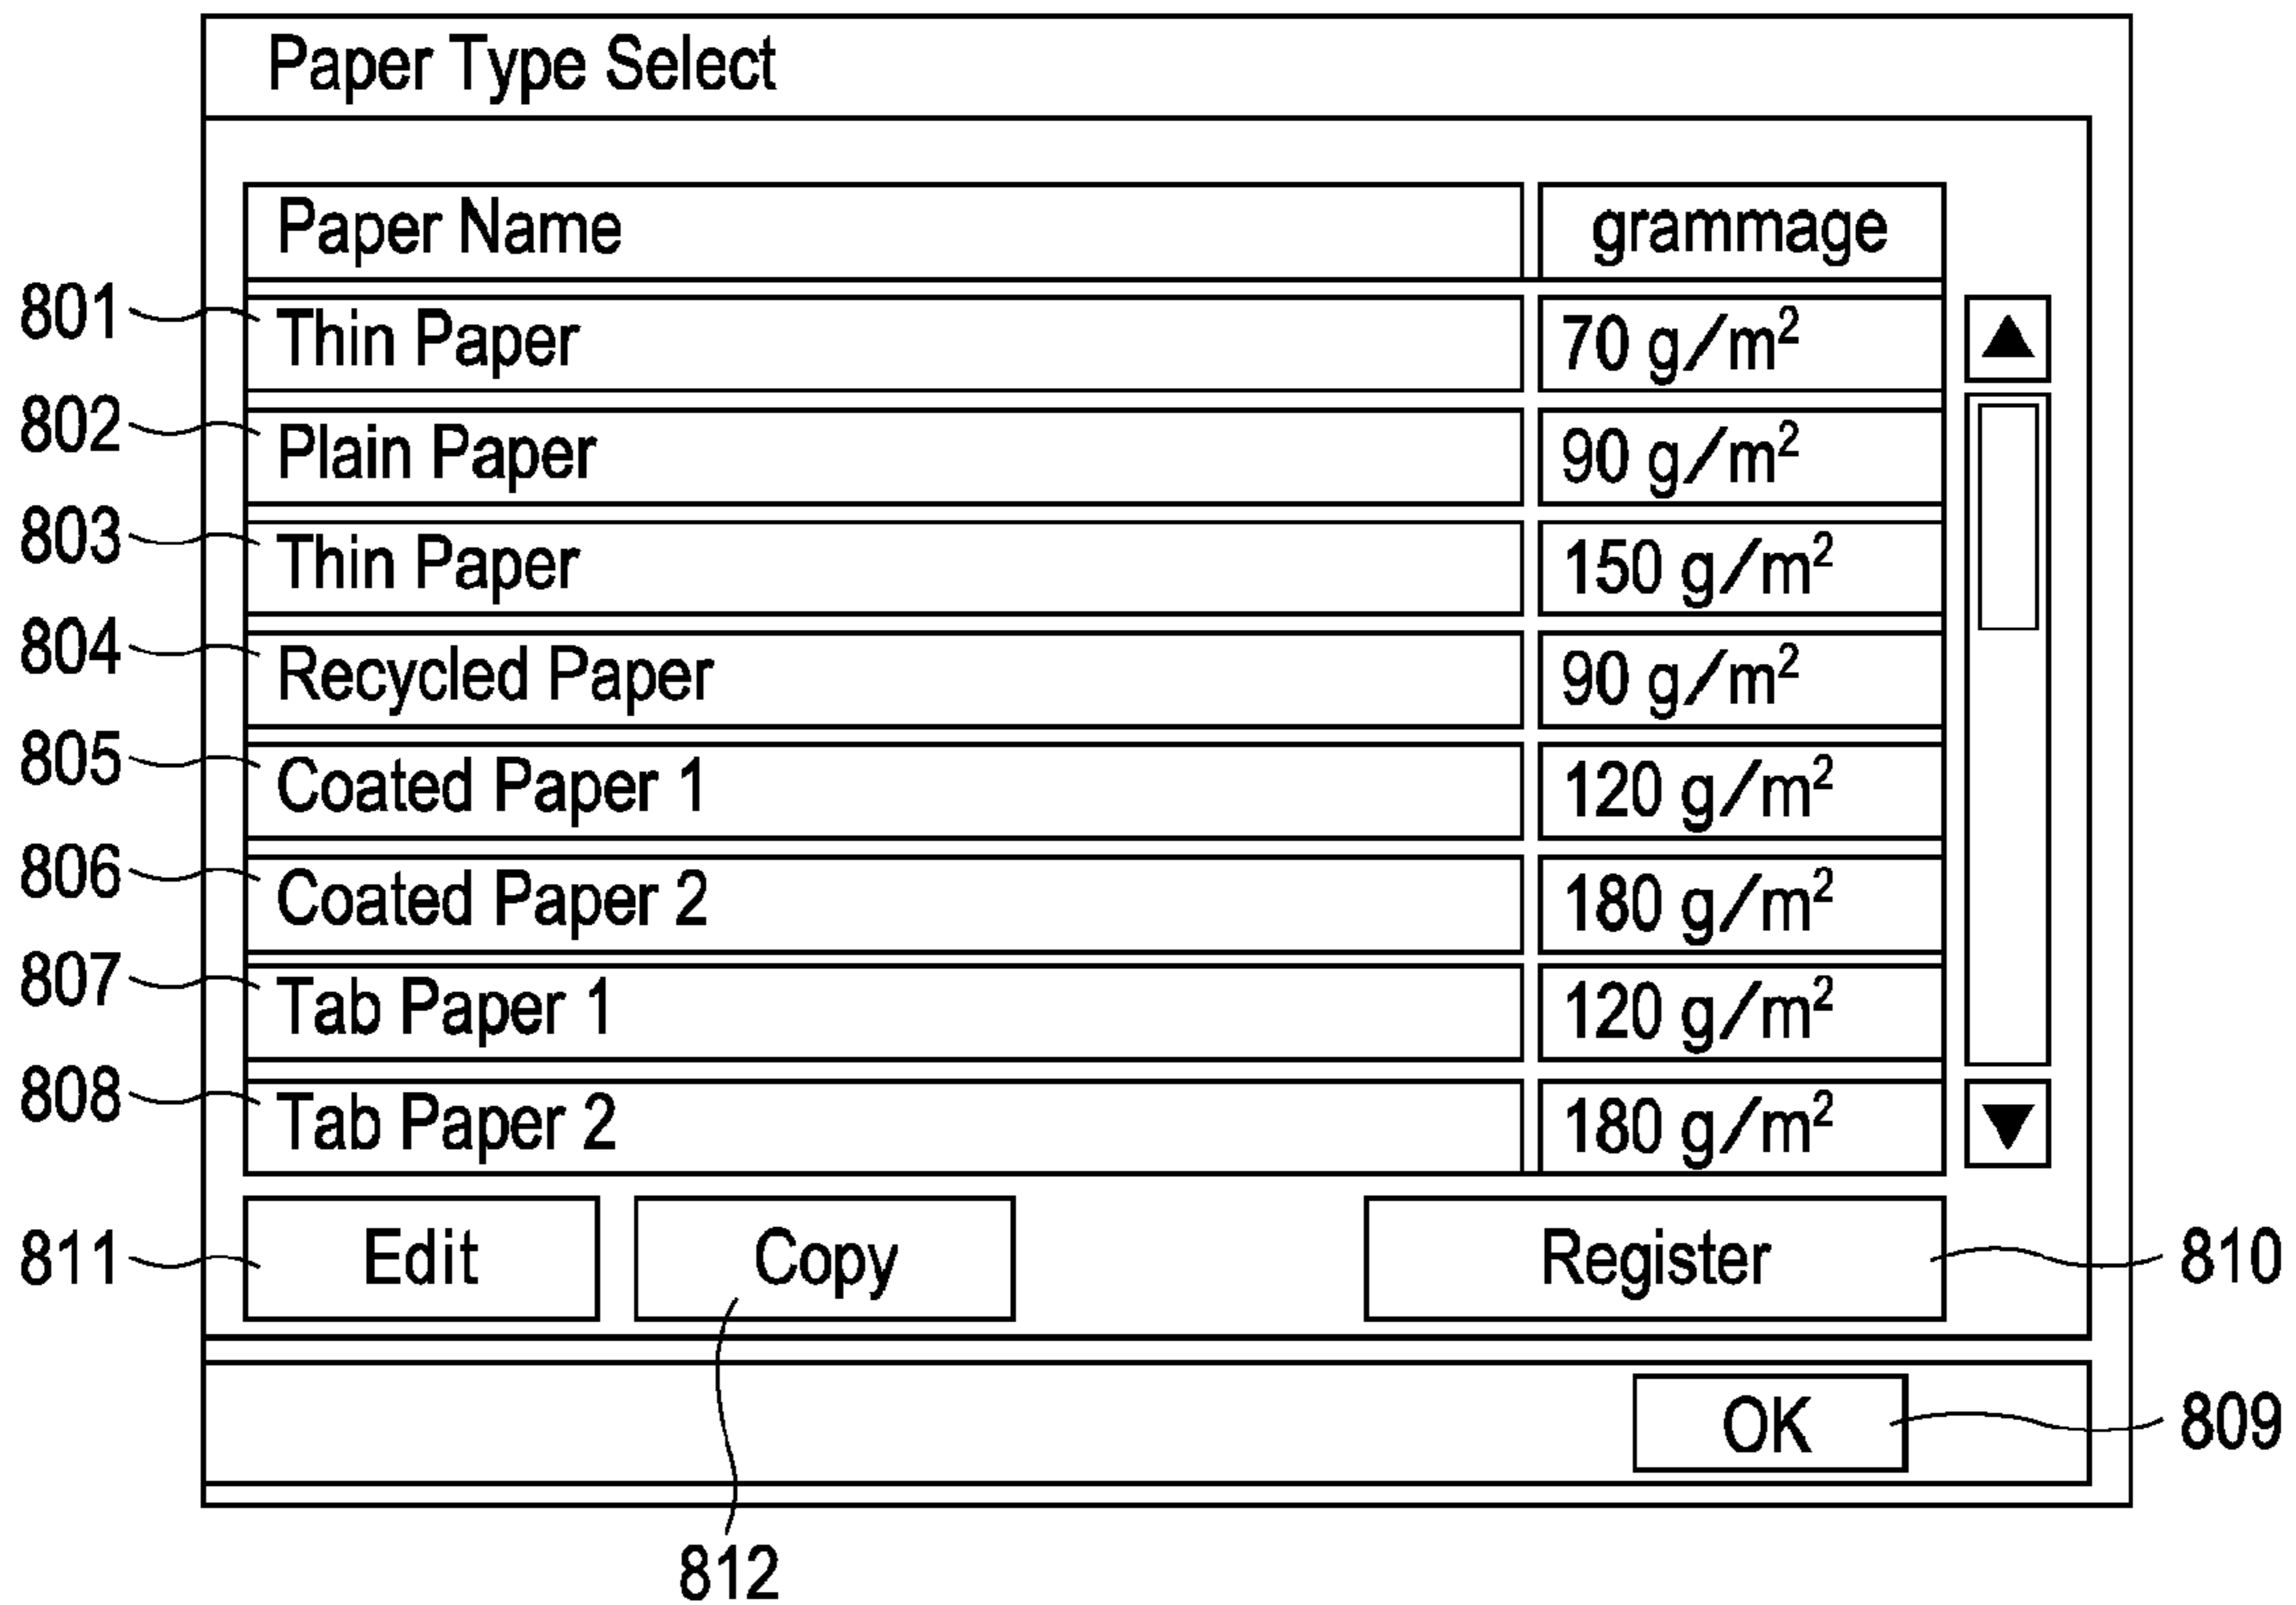 Paper Type Select
Paper Name grammage
801 Thin Paper 70 g/m²
802 Plain Paper 90 g/m²
803 Thin Paper 150 g/m²
804 Recycled Paper 90 g/m²
805 Coated Paper 1 120 g/m²
806 Coated Paper 2 180 g/m²
807 Tab Paper 1 120 g/m²
808 Tab Paper 2 180 g/m²
811 Edit Copy Register 810
OK 809
812